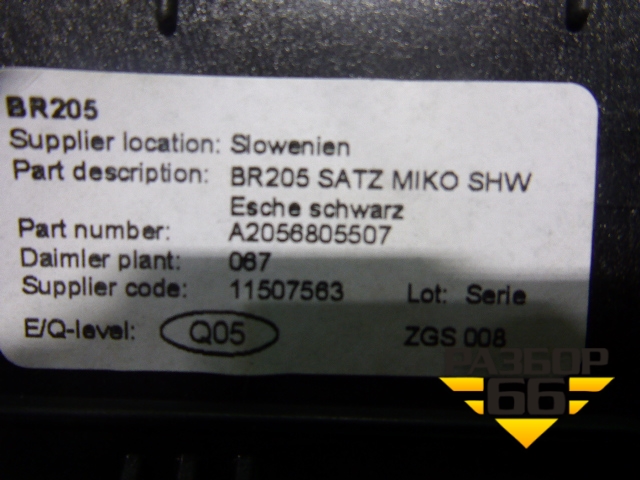 BR205
Supplier location: Slowenien
Part description: BR205 SATZ MIKO SHW
Esche schwarz
Part number: A2056805507
Daimler plant: 067
Supplier code: 11507563 Lot: Serie
E/Q-level: Q05 ZGS 008
РАЗБОР
66